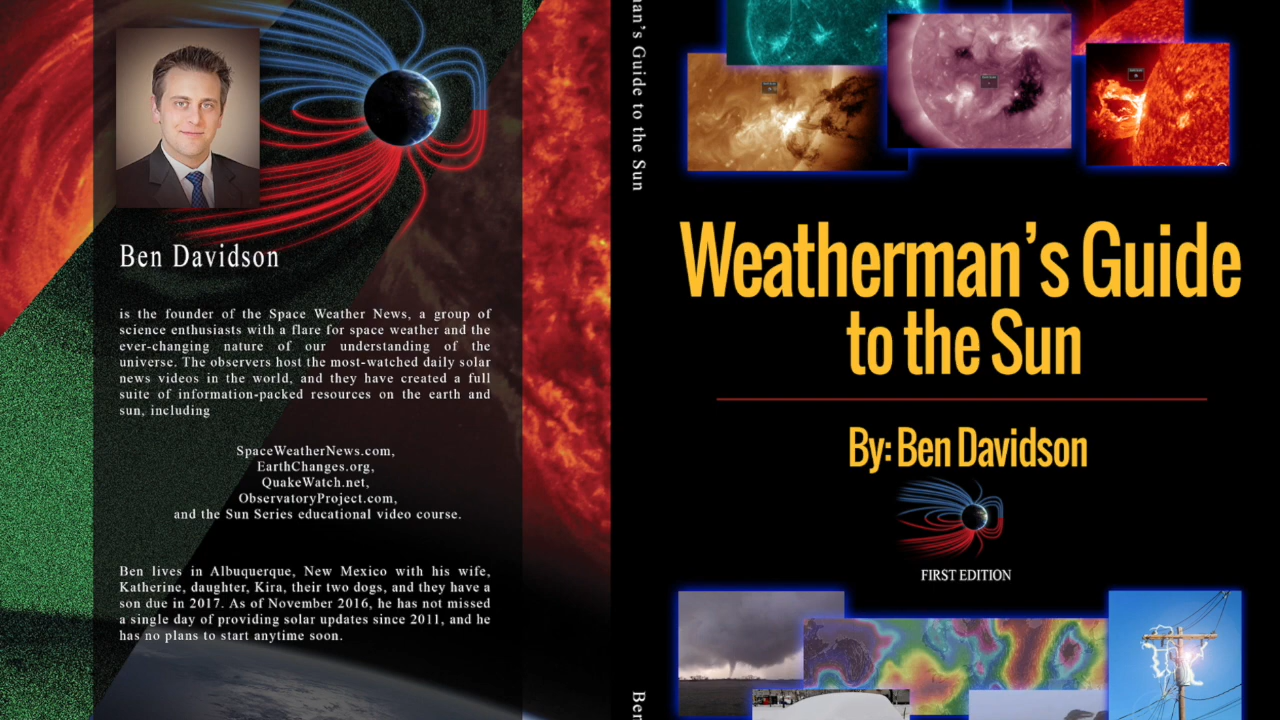 Ben Davidson
is the founder of the Space Weather News, a group of
science enthusiasts with a flare for space weather and the
ever-changing nature of our understanding of the
universe. The observers host the most-watched daily solar
news videos in the world, and they have created a full
suite of information-packed resources on the earth and
sun, including
SpaceWeatherNews.com,
EarthChanges.org,
QuakeWatch.net,
ObservatoryProject.com,
and the Sun Series educational video course.
Ben lives in Albuquerque, New Mexico with his wife,
Katherine, daughter, Kira, their two dogs, and they have a
son due in 2017. As of November 2016, he has not missed
a single day of providing solar updates since 2011, and he
has no plans to start anytime soon.
man's Guide to the Sun
Ben
Weatherman's Guide
to the Sun
By: Ben Davidson
FIRST EDITION